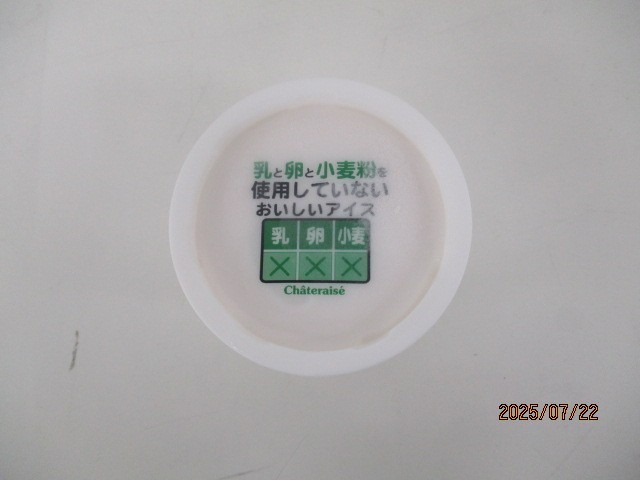 乳と卵と小麦粉を
使用していない
おいしいアイス
乳 卵 小麦
× × ×
Châteraisé
2025/07/22